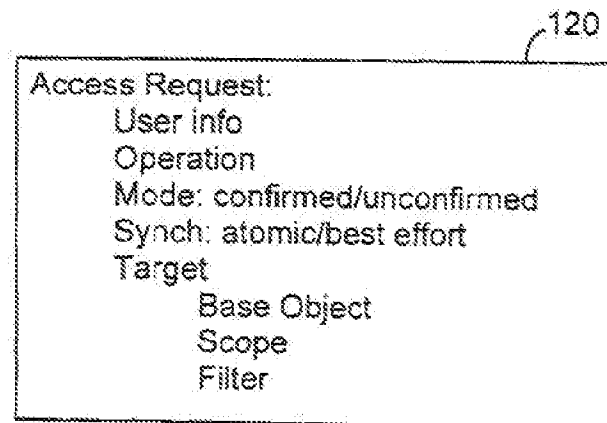 120
Access Request:
User info
Operation
Mode: confirmed/unconfirmed
Synch: atomic/best effort
Target
Base Object
Scope
Filter